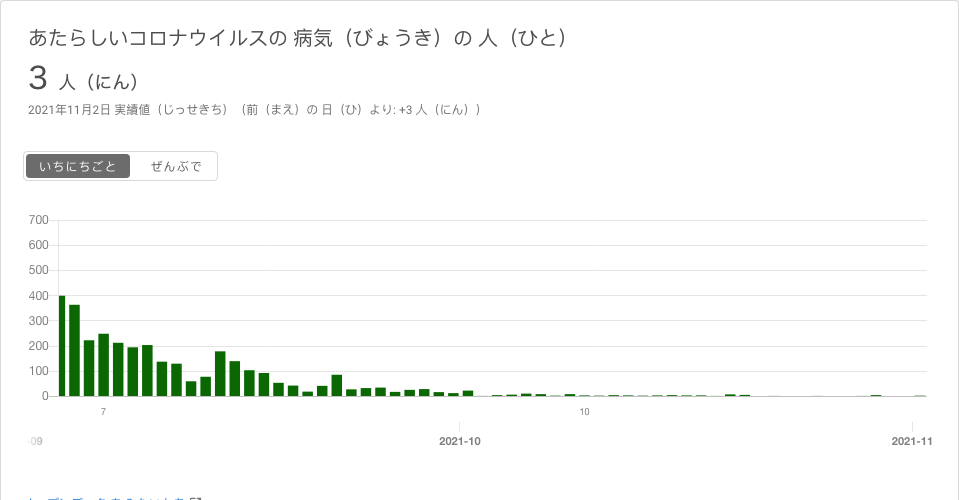 あたらしいコロナウイルスの 病気（びょうき）の 人（ひと）
3 人（にん）
2021年11月2日 実績値（じっせきち）（前（まえ）の 日（ひ）より: +3 人（にん））
いちにちごと ぜんぶで
700
600
500
400
300
200
100
0
7 10
-09 2021-10 2021-11